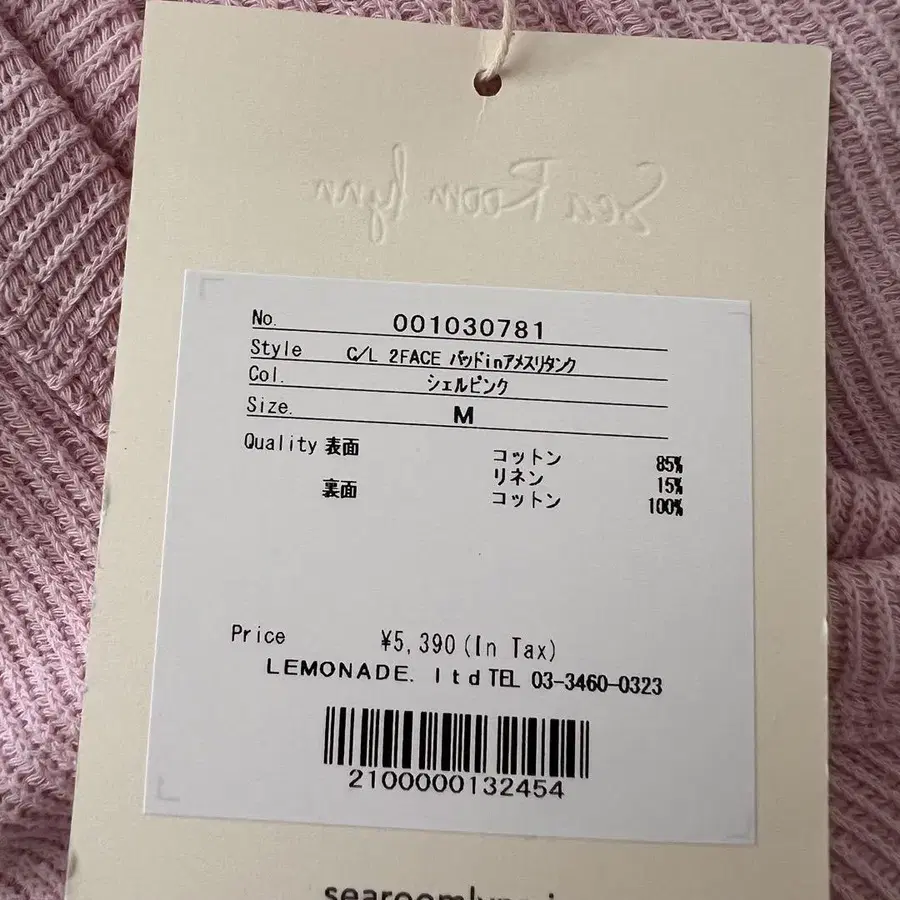 Sea Room lynn
No. 001030781
Style C/L 2FACE パッドinアメスリタンク
Col. シェルピンク
Size. M
Quality 表面 コットン 85%
リネン 15%
裏面 コットン 100%
Price ¥5,390(In Tax)
LEMONADE. ltd TEL 03-3460-0323
2100000132454